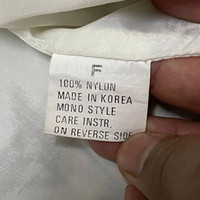 F
100% NYLON
MADE IN KOREA
MONO STYLE
CARE INSTR,
ON REVERSE SIDE